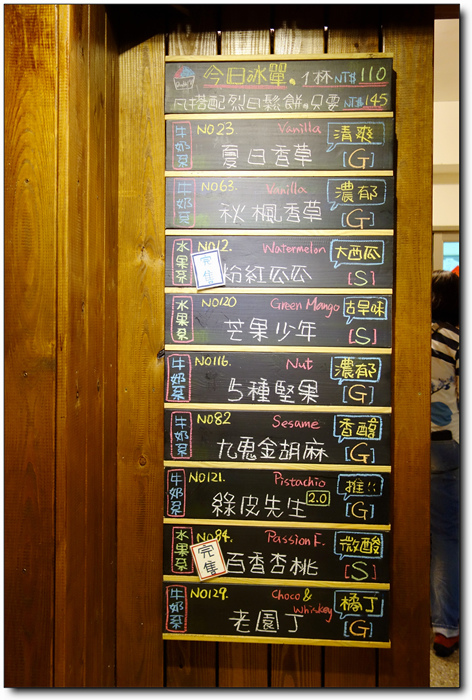 今日冰單。1杯NT$110
凡搭配烈日鬆餅。只要NT$145
牛奶系 NO23 Vanilla 清爽
夏日香草 [G]
牛奶系 NO63. Vanilla 濃郁
秋楓香草 [G]
水果系 NO12. Watermelon 大西瓜
完售 粉紅瓜瓜 [S]
水果系 NO120 Green Mango 古早味
芒果少年 [S]
牛奶系 NO116. Nut 濃郁
5種堅果 [G]
牛奶系 NO82 Sesame 香醇
九鬼金胡麻 [G]
牛奶系 NO121. Pistachio 推!!
綠皮先生 2.0 [G]
水果系 NO84. Passion F. 微酸
完售 百香杏桃 [S]
牛奶系 NO129. Choco & Whiskey 橘丁
老園丁 [G]